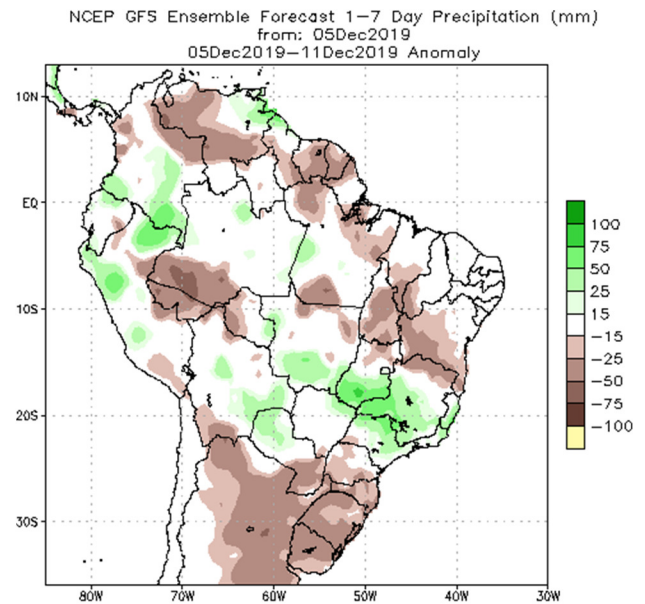 NCEP GFS Ensemble Forecast 1–7 Day Precipitation (mm)
from: 05Dec2019
05Dec2019–11Dec2019 Anomaly
10N
EQ
10S
20S
30S
80W
70W
60W
50W
40W
30W
100
75
50
25
15
−15
−25
−50
−75
−100